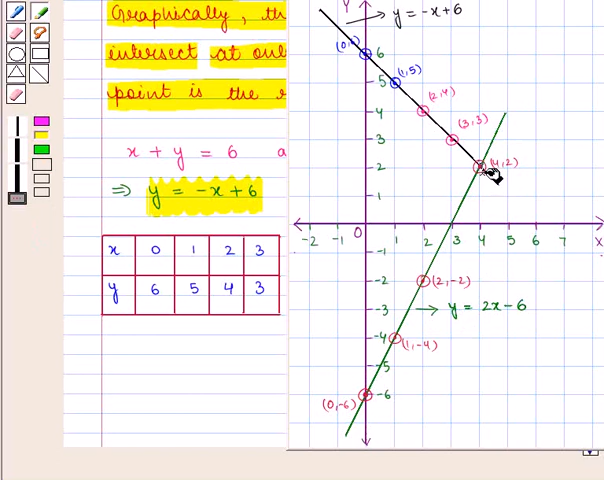 Graphically, th
intersect at on
point is the
x + y = 6 a
⇒ y = -x + 6
x 0 1 2 3
y 6 5 4 3
Y
y = -x + 6
(0,6)
6
(1,5)
5
(2,4)
4
(3,3)
3
(4,2)
2
1
-2 -1 0 1 2 3 4 5 6 7 X
-1
-2 (2,-2)
-3 → y = 2x - 6
-4 (1,-4)
-5
-6
(0,-6)